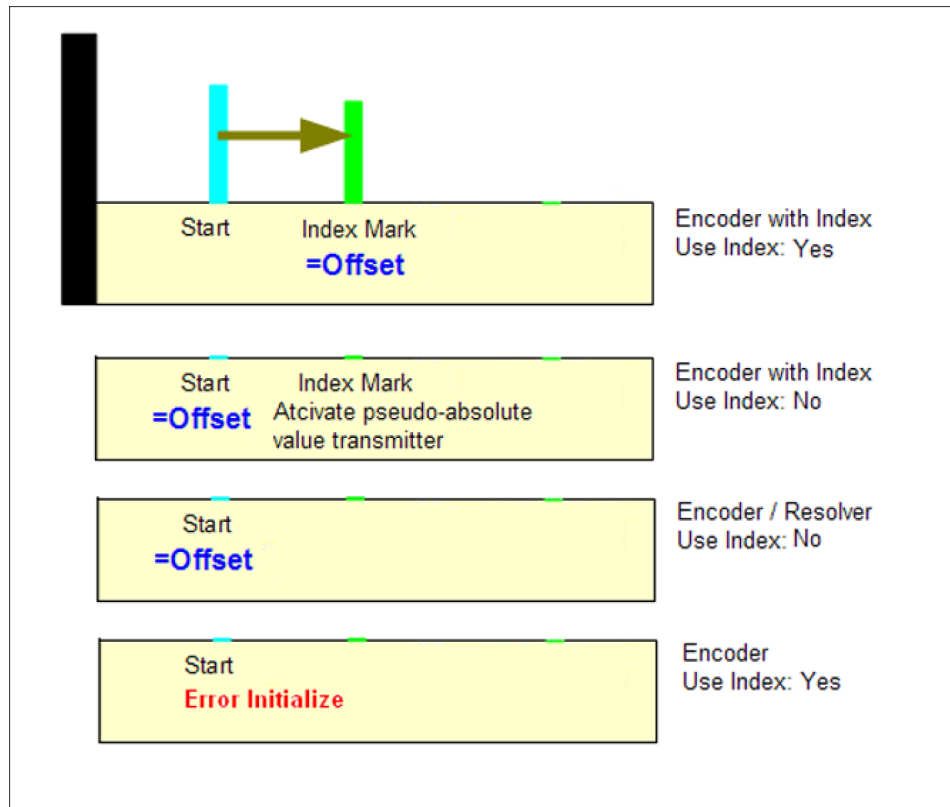 Start
Index Mark
=Offset
Encoder with Index
Use Index: Yes
Start
Index Mark
=Offset
Atcivate pseudo-absolute
value transmitter
Encoder with Index
Use Index: No
Start
=Offset
Encoder / Resolver
Use Index: No
Start
Error Initialize
Encoder
Use Index: Yes